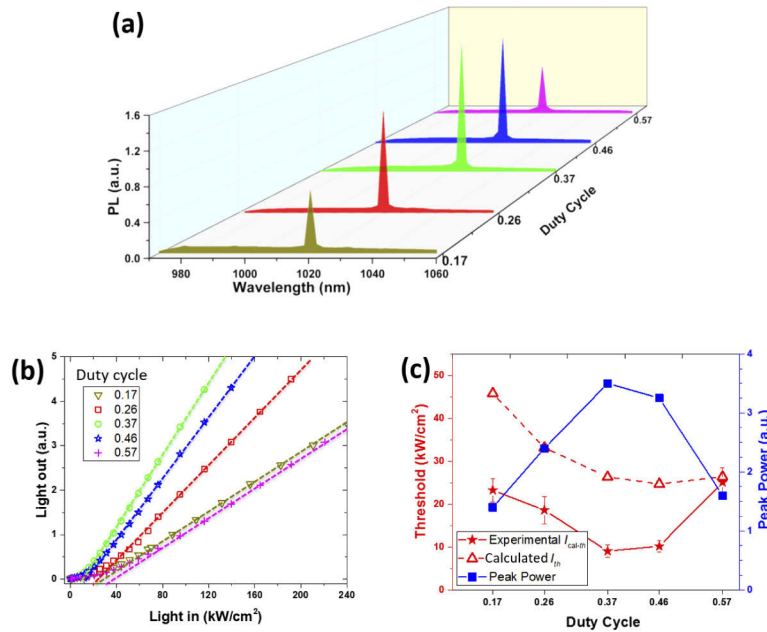 (a)
1.6
1.2
0.8
0.4
0.0
PL (a.u.)
980
1000
1020
1040
1060
Wavelength (nm)
0.17
0.26
0.37
0.46
0.57
Duty Cycle
(b)
Duty cycle
0.17
0.26
0.37
0.46
0.57
5
4
3
2
1
0
Light out (a.u.)
0 40 80 120 160 200 240
Light in (kW/cm²)
(c)
50
40
30
20
10
0
Threshold (kW/cm²)
4
3
2
1
0
Peak Power (a.u.)
Experimental I_cal-th
Calculated I_th
Peak Power
0.17 0.26 0.37 0.46 0.57
Duty Cycle